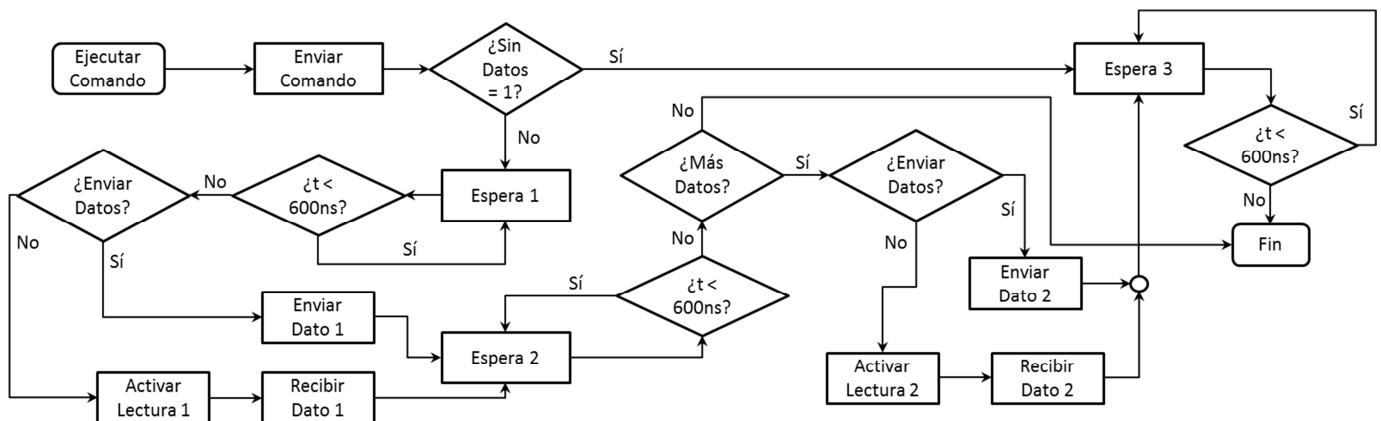 Ejecutar
Comando
Enviar
Comando
¿Sin
Datos
= 1?
Sí
No
Espera 3
¿t <
600ns?
Sí
No
Fin
¿Enviar
Datos?
No
Sí
No
¿t <
600ns?
Sí
Espera 1
No
¿Más
Datos?
Sí
No
¿Enviar
Datos?
Sí
No
Enviar
Dato 1
Espera 2
Sí
¿t <
600ns?
Enviar
Dato 2
Activar
Lectura 1
Recibir
Dato 1
Activar
Lectura 2
Recibir
Dato 2